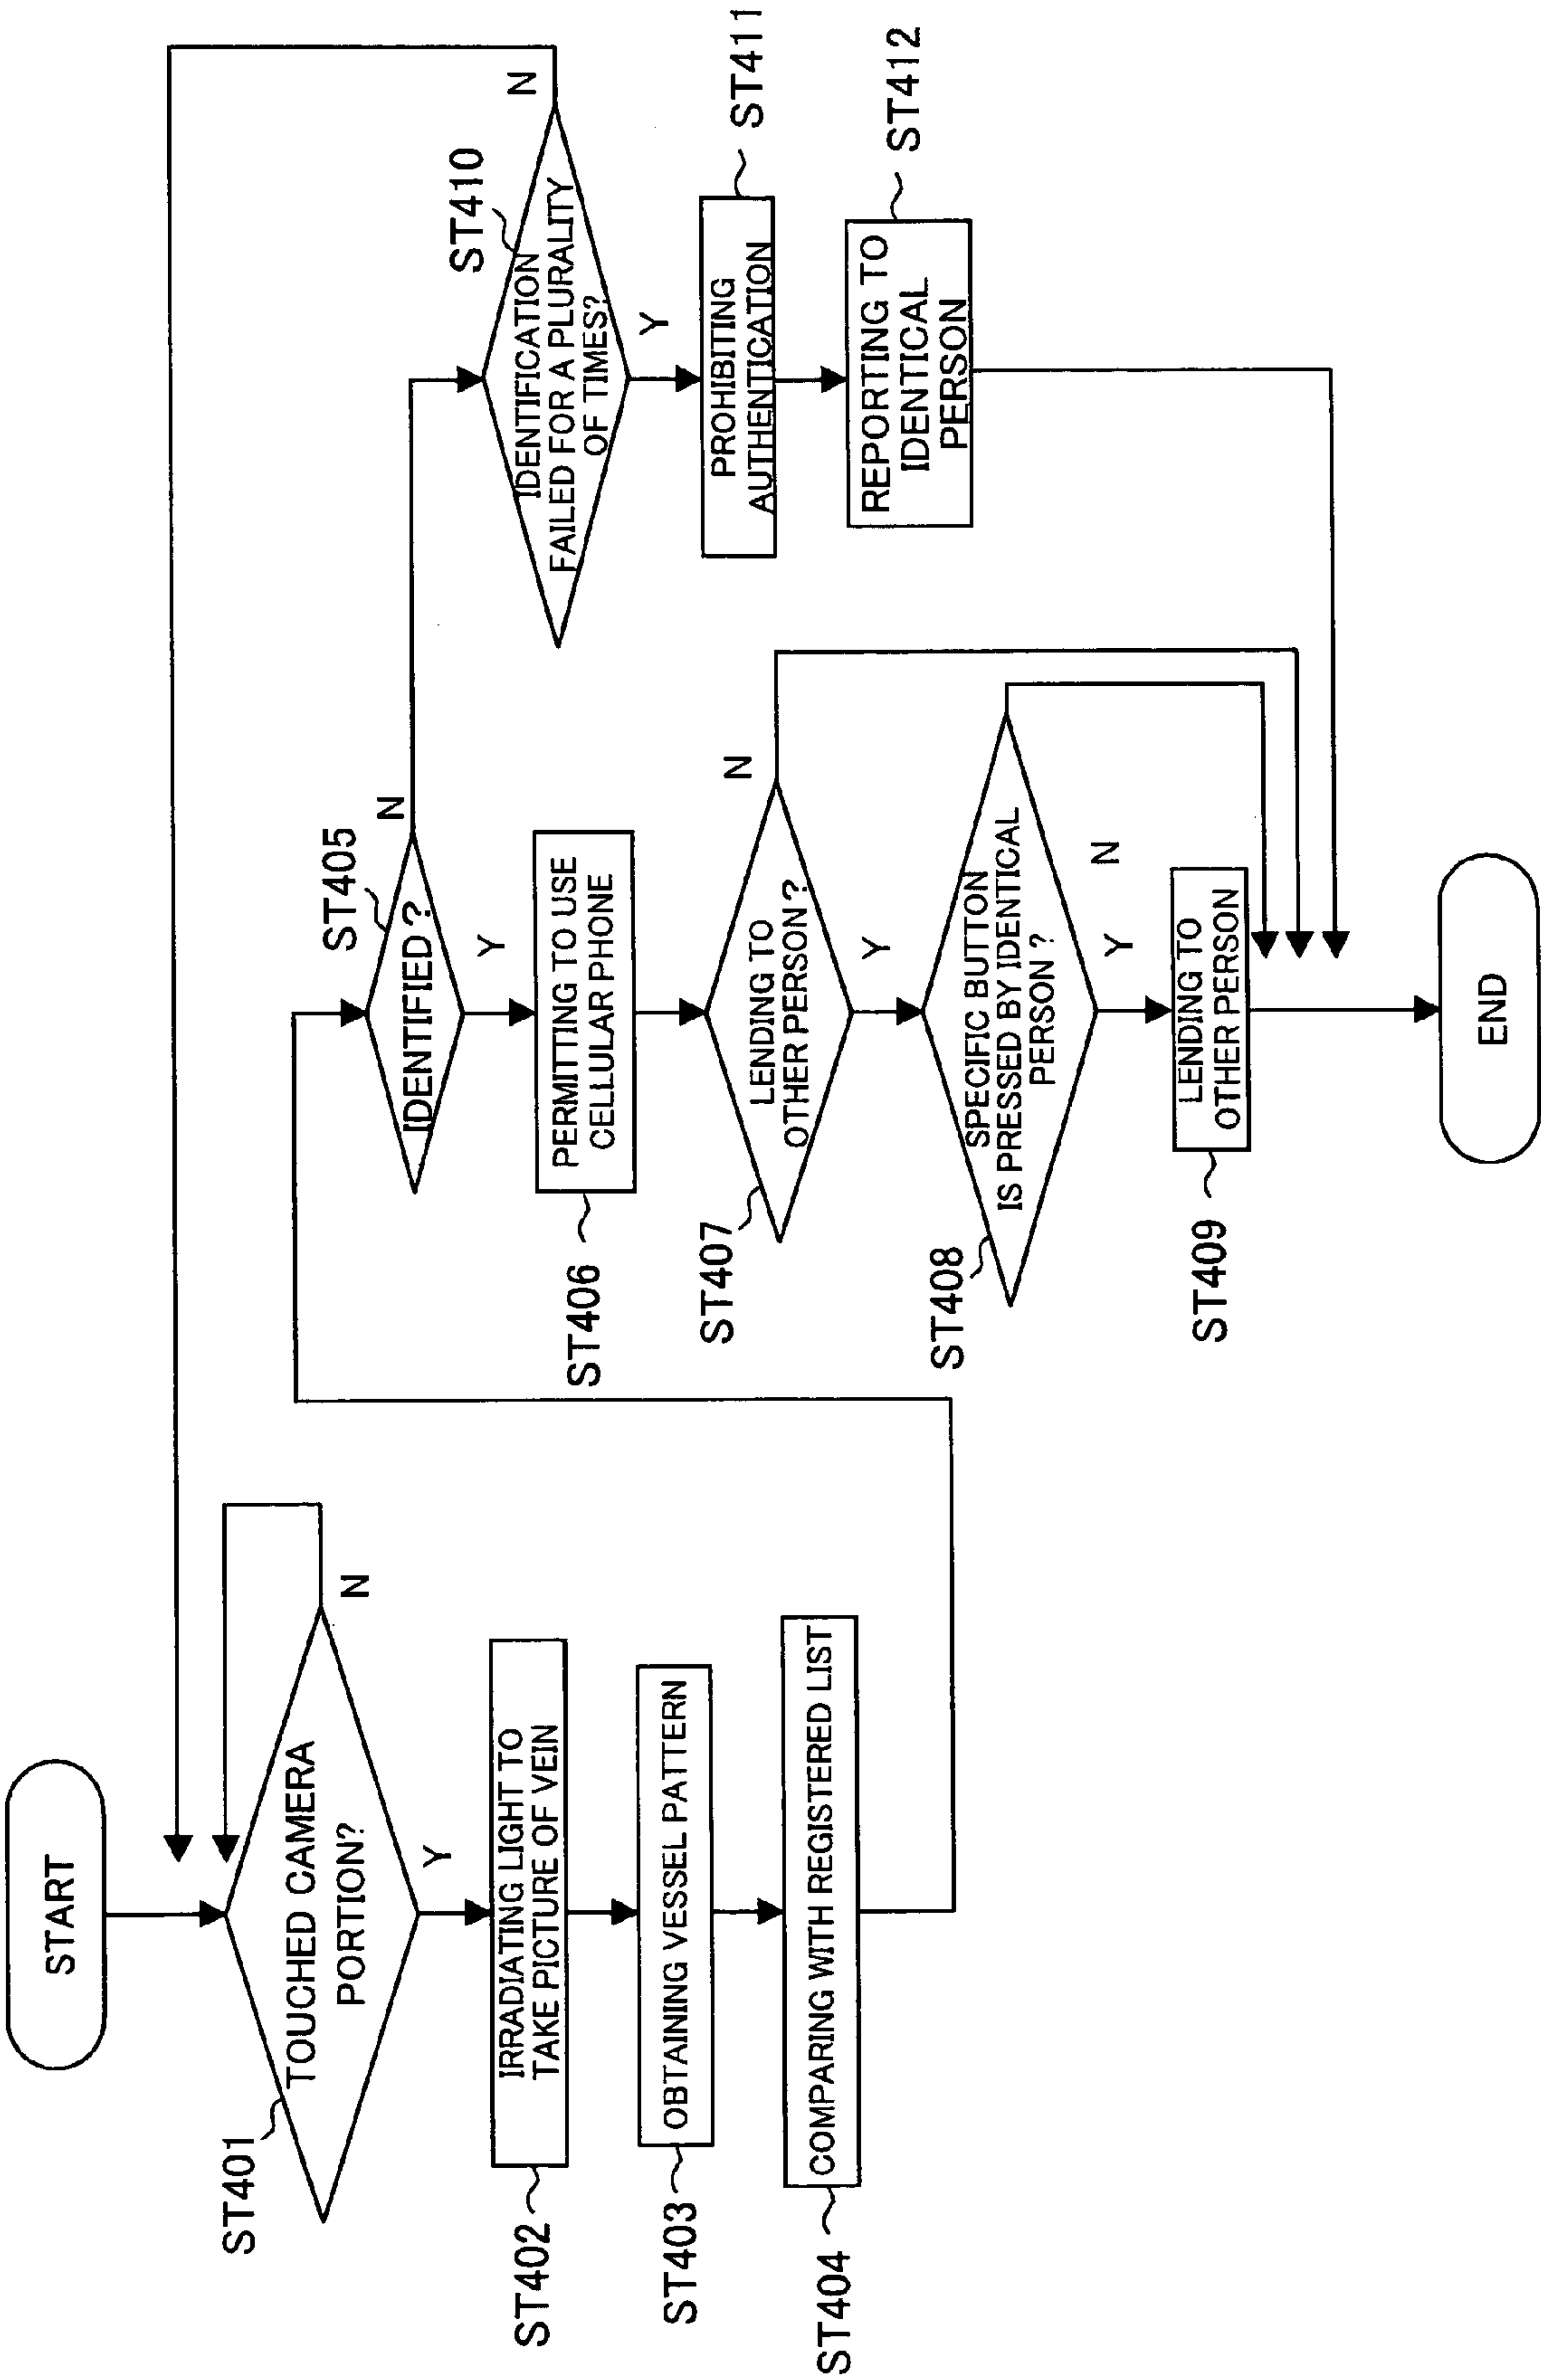 START
ST401
TOUCHED CAMERA
PORTION?
N
Y
ST402
IRRADIATING LIGHT TO
TAKE PICTURE OF VEIN
ST403
OBTAINING VESSEL PATTERN
ST404
COMPARING WITH REGISTERED LIST
ST405
IDENTIFIED?
N
Y
ST406
PERMITTING TO USE
CELLULAR PHONE
ST407
LENDING TO
OTHER PERSON?
N
Y
ST408
SPECIFIC BUTTON
IS PRESSED BY IDENTICAL
PERSON?
N
Y
ST409
LENDING TO
OTHER PERSON
END
ST410
IDENTIFICATION
FAILED FOR A PLURALITY
OF TIMES?
N
Y
ST411
PROHIBITING
AUTHENTICATION
ST412
REPORTING TO
IDENTICAL
PERSON